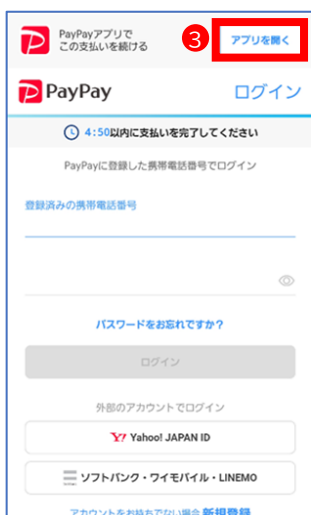 PayPayアプリで
この支払いを続ける
3
アプリを開く
PayPay
ログイン
4:50以内に支払いを完了してください
PayPayに登録した携帯電話番号でログイン
登録済みの携帯電話番号
パスワードをお忘れですか？
ログイン
外部のアカウントでログイン
Y! Yahoo! JAPAN ID
ソフトバンク・ワイモバイル・LINEMO
アカウントをお持ちでない場合 新規登録